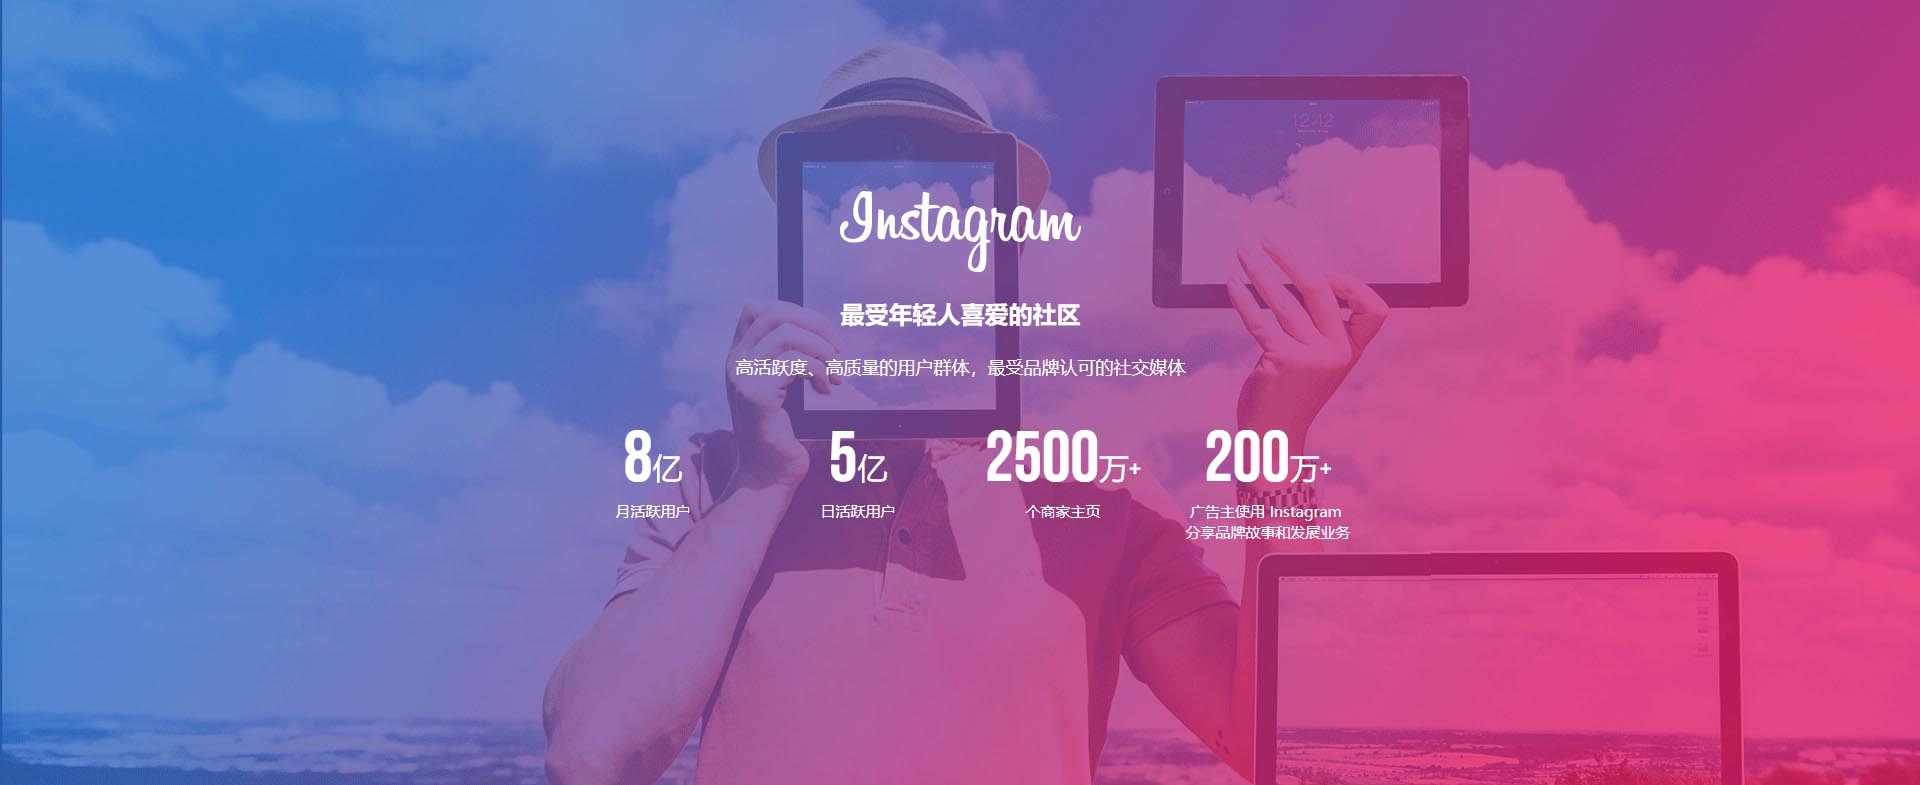 12:42
Instagram
最受年轻人喜爱的社区
高活跃度、高质量的用户群体，最受品牌认可的社交媒体
8亿
5亿
2500万+
200万+
月活跃用户
日活跃用户
个商家主页
广告主使用 Instagram
分享品牌故事和发展业务